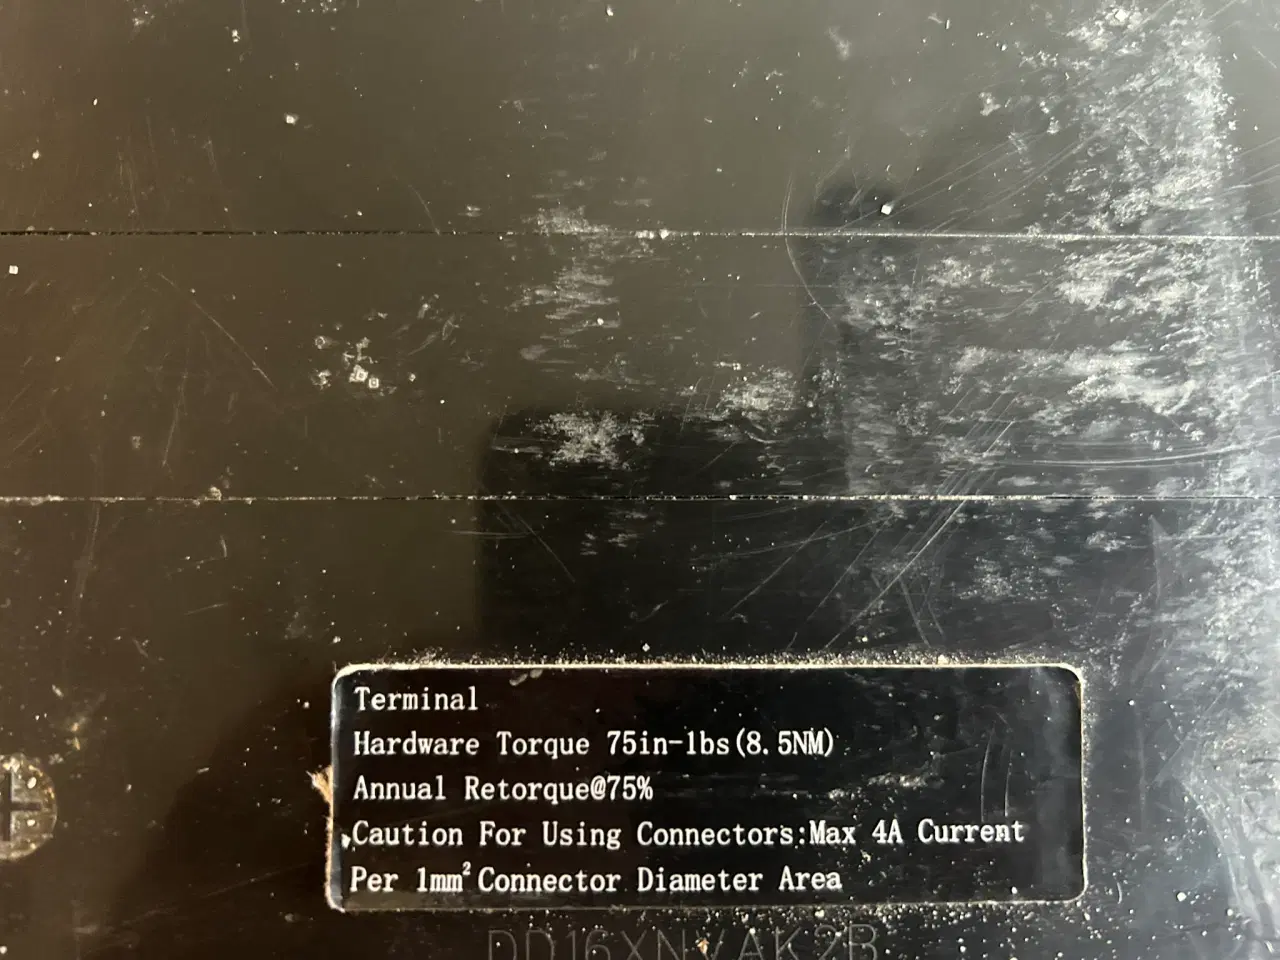 Terminal
Hardware Torque 75in-lbs(8.5NM)
Annual Retorque@75%
Caution For Using Connectors:Max 4A Current
Per 1mm² Connector Diameter Area